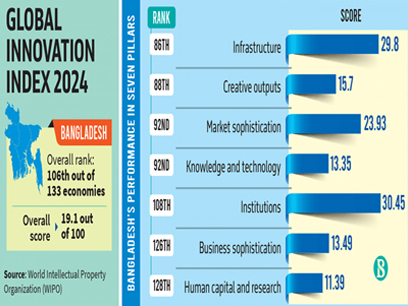 GLOBAL
INNOVATION
INDEX 2024
BANGLADESH
Overall rank:
106th out of
133 economies
Overall score
19.1 out of 100
Source: World Intellectual Property
Organization (WIPO)
BANGLADESH'S PERFORMANCE IN SEVEN PILLARS
RANK SCORE
86TH Infrastructure 29.8
88TH Creative outputs 15.7
92ND Market sophistication 23.93
92ND Knowledge and technology 13.35
108TH Institutions 30.45
126TH Business sophistication 13.49
128TH Human capital and research 11.39